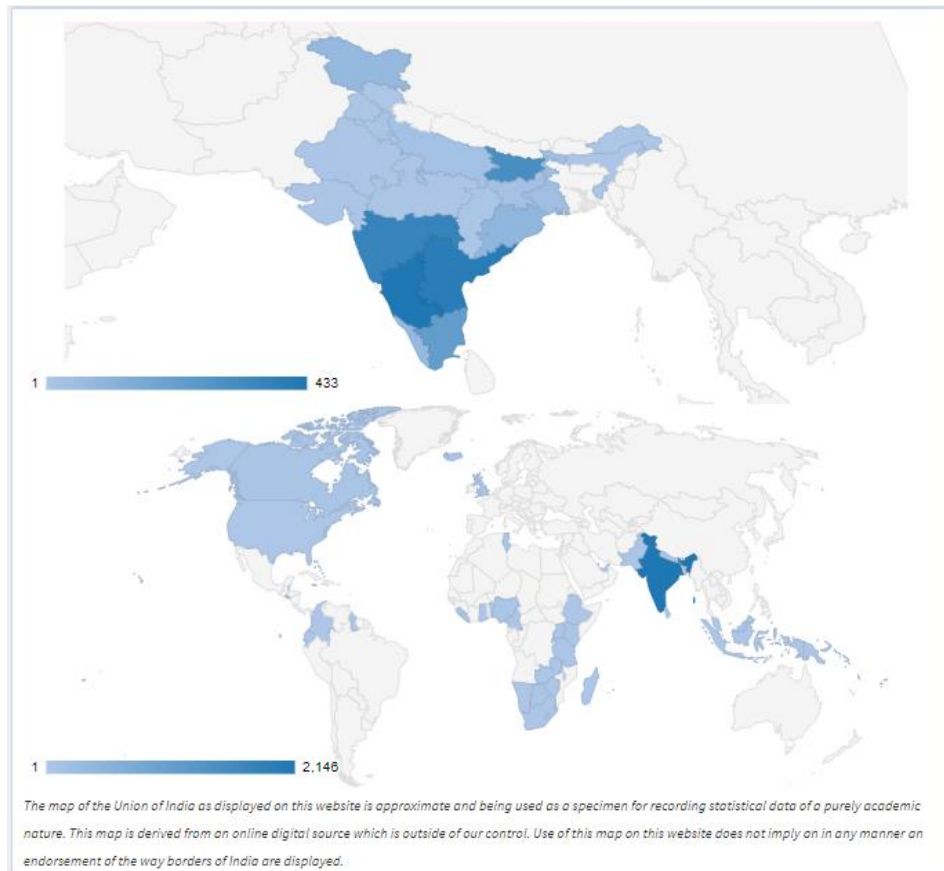 1 433
1 2,146
The map of the Union of India as displayed on this website is approximate and being used as a specimen for recording statistical data of a purely academic
nature. This map is derived from an online digital source which is outside of our control. Use of this map on this website does not imply an in any manner an
endorsement of the way borders of India are displayed.